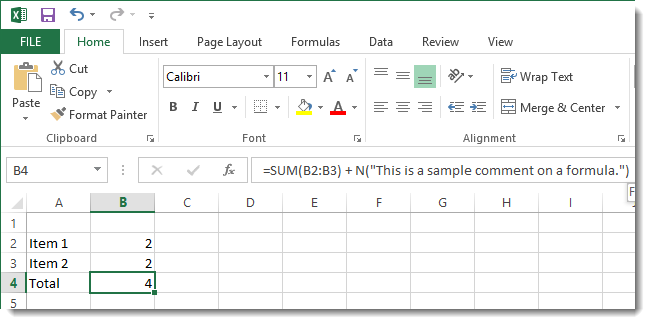 FILE Home Insert Page Layout Formulas Data Review View
Cut
Copy
Format Painter
Paste
Calibri 11 A A
B I U A
Wrap Text
Merge & Center
Clipboard Font Alignment
B4 fx =SUM(B2:B3) + N("This is a sample comment on a formula.")
A B C D E F G H I
1
2 Item 1 2
3 Item 2 2
4 Total 4
5